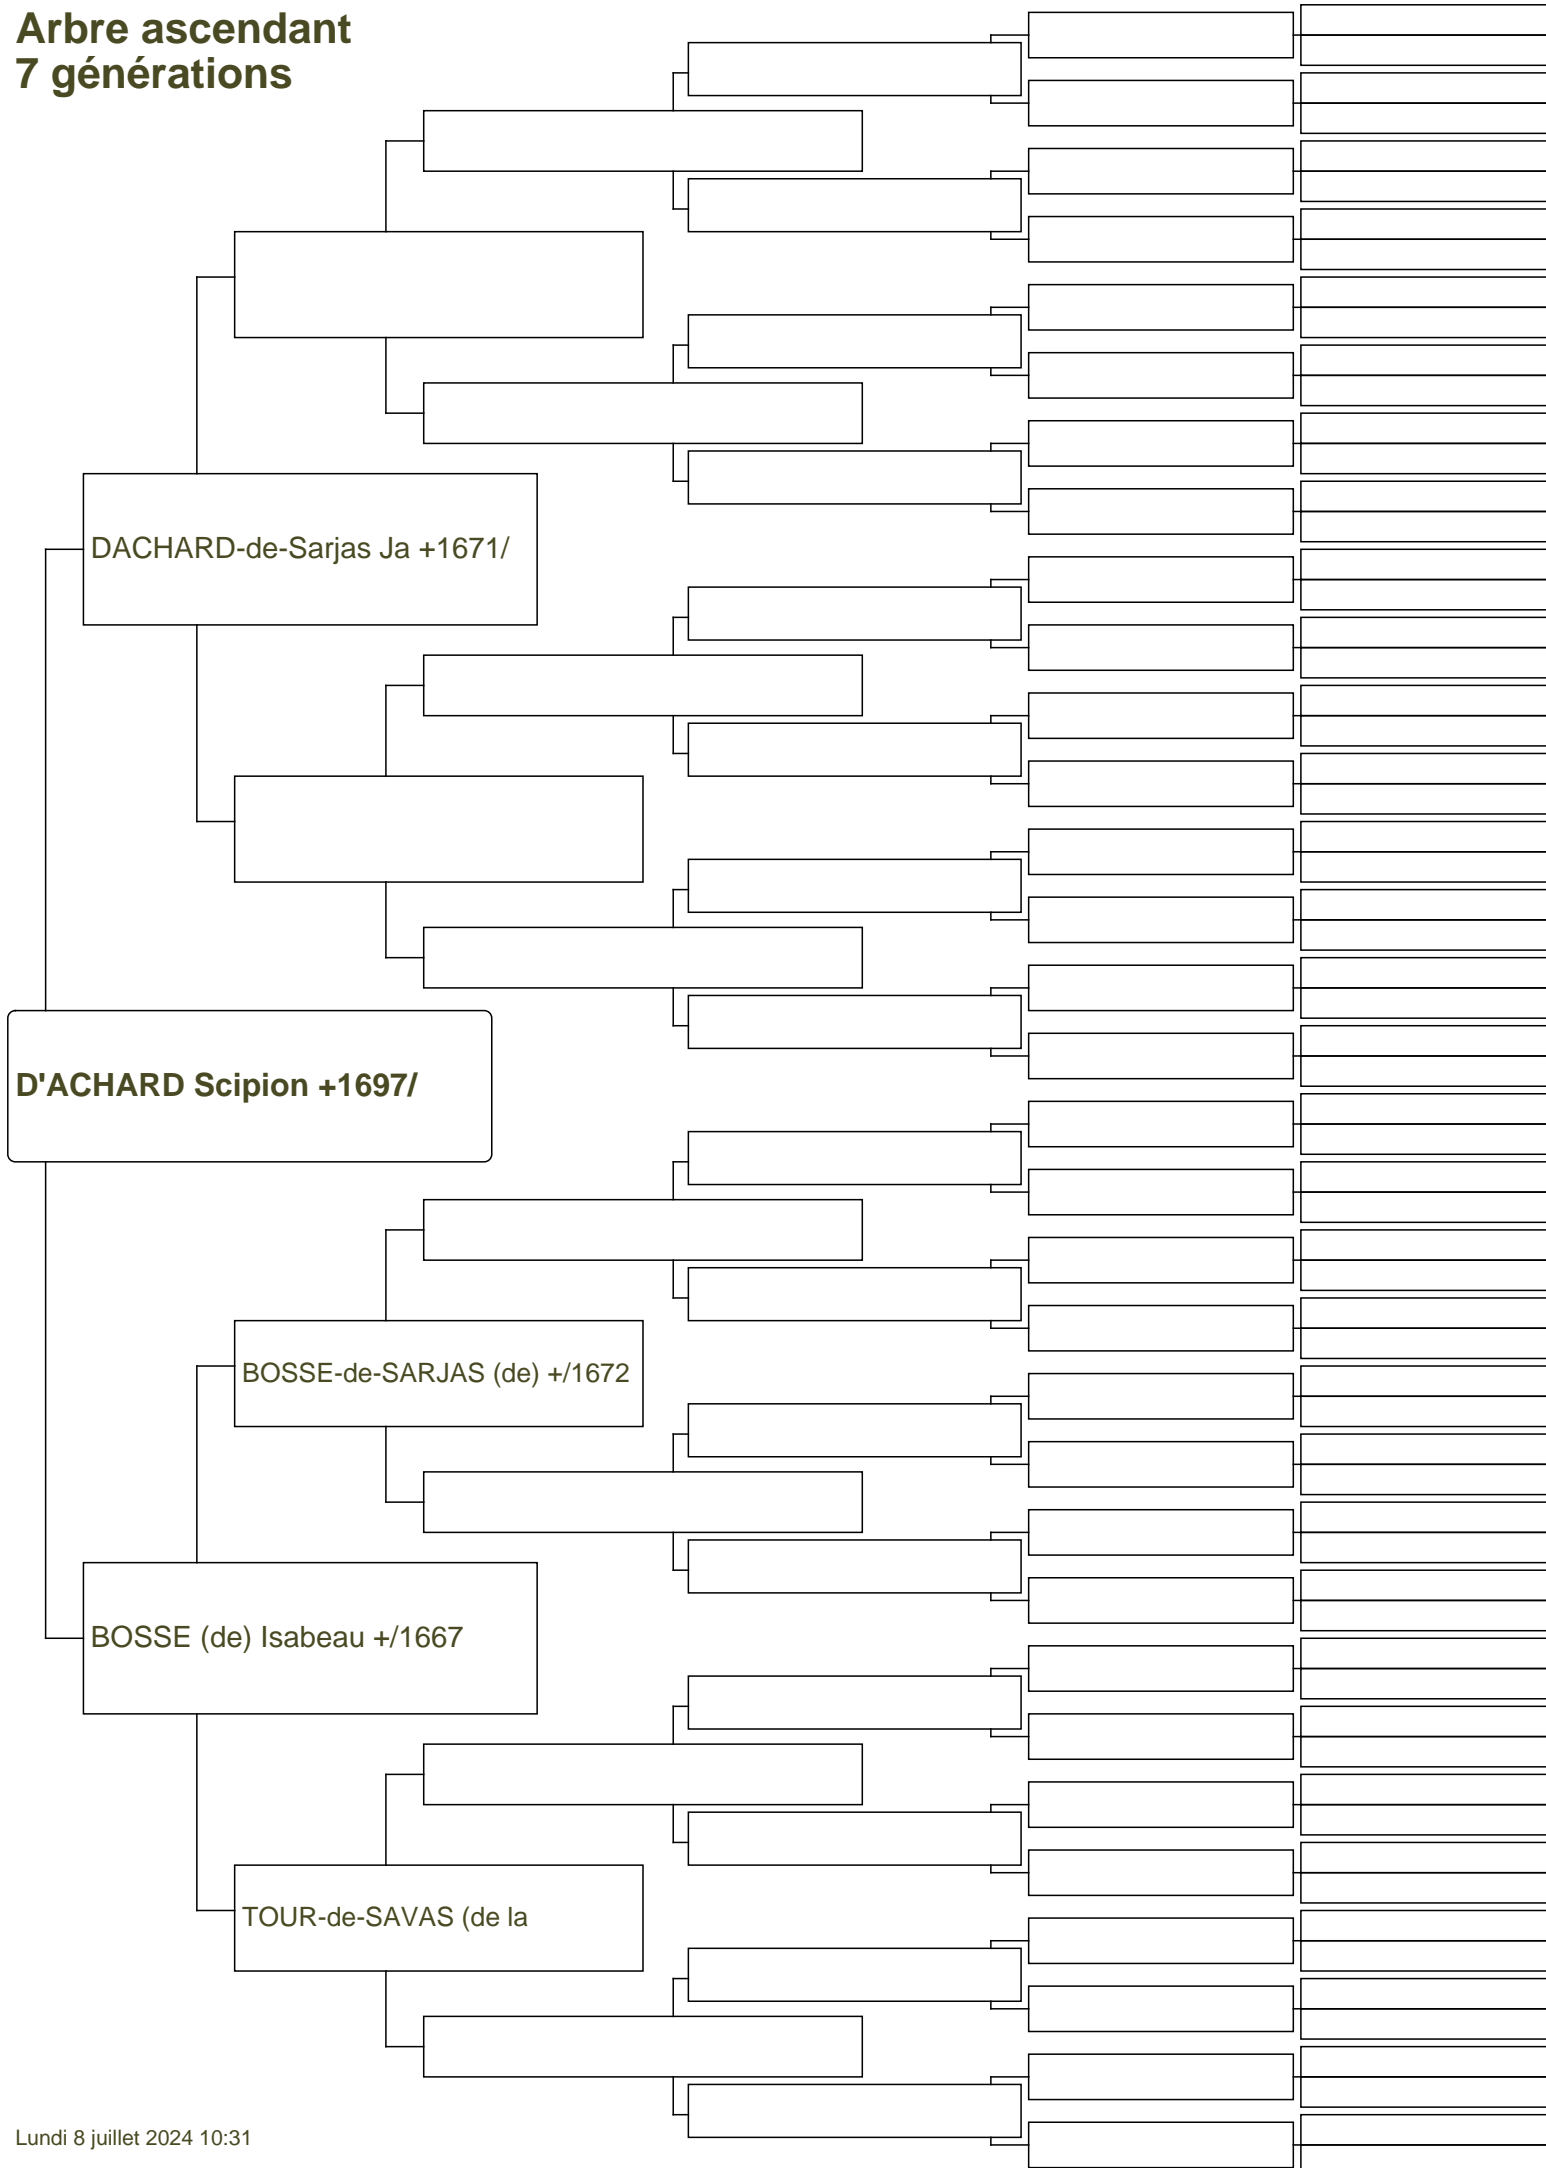 Arbre ascendant
7 générations
DACHARD-de-Sarjas Ja +1671/
D'ACHARD Scipion +1697/
BOSSE-de-SARJAS (de) +/1672
BOSSE (de) Isabeau +/1667
TOUR-de-SAVAS (de la
Lundi 8 juillet 2024 10:31